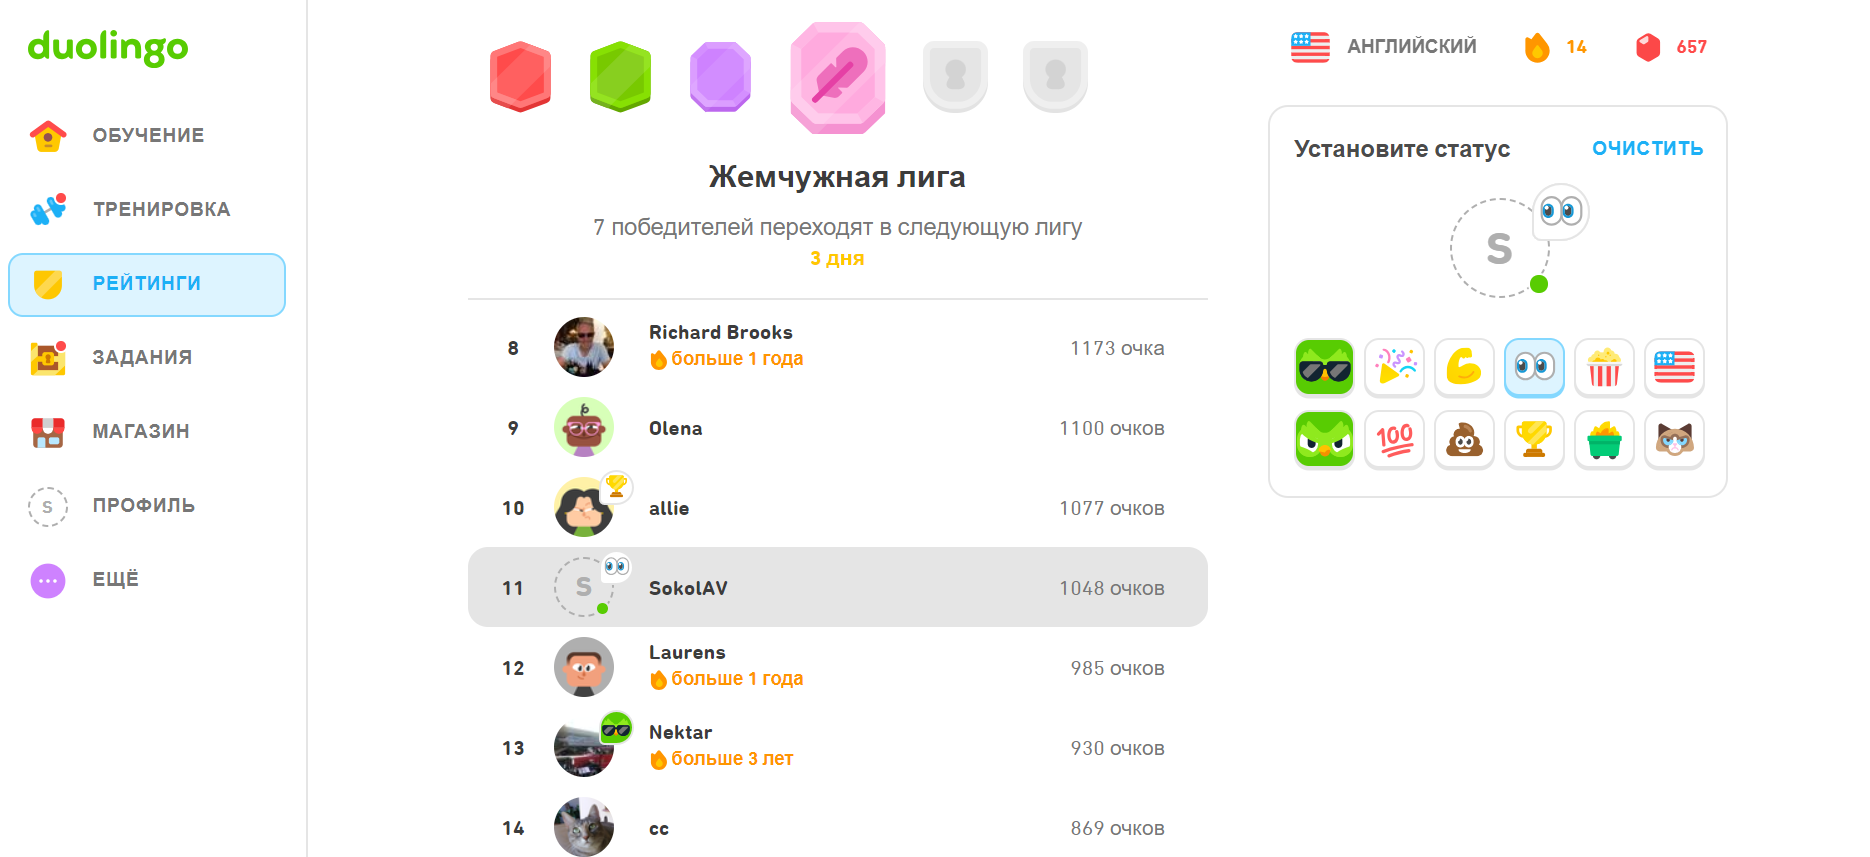 duolingo
ОБУЧЕНИЕ
ТРЕНИРОВКА
РЕЙТИНГИ
ЗАДАНИЯ
МАГАЗИН
S
ПРОФИЛЬ
ЕЩЁ
Жемчужная лига
7 победителей переходят в следующую лигу
3 дня
8 Richard Brooks 1173 очка
больше 1 года
9 Olena 1100 очков
10 allie 1077 очков
11 S SokolAV 1048 очков
12 Laurens 985 очков
больше 1 года
13 Nektar 930 очков
больше 3 лет
14 cc 869 очков
АНГЛИЙСКИЙ 14 657
Установите статус ОЧИСТИТЬ
S
100